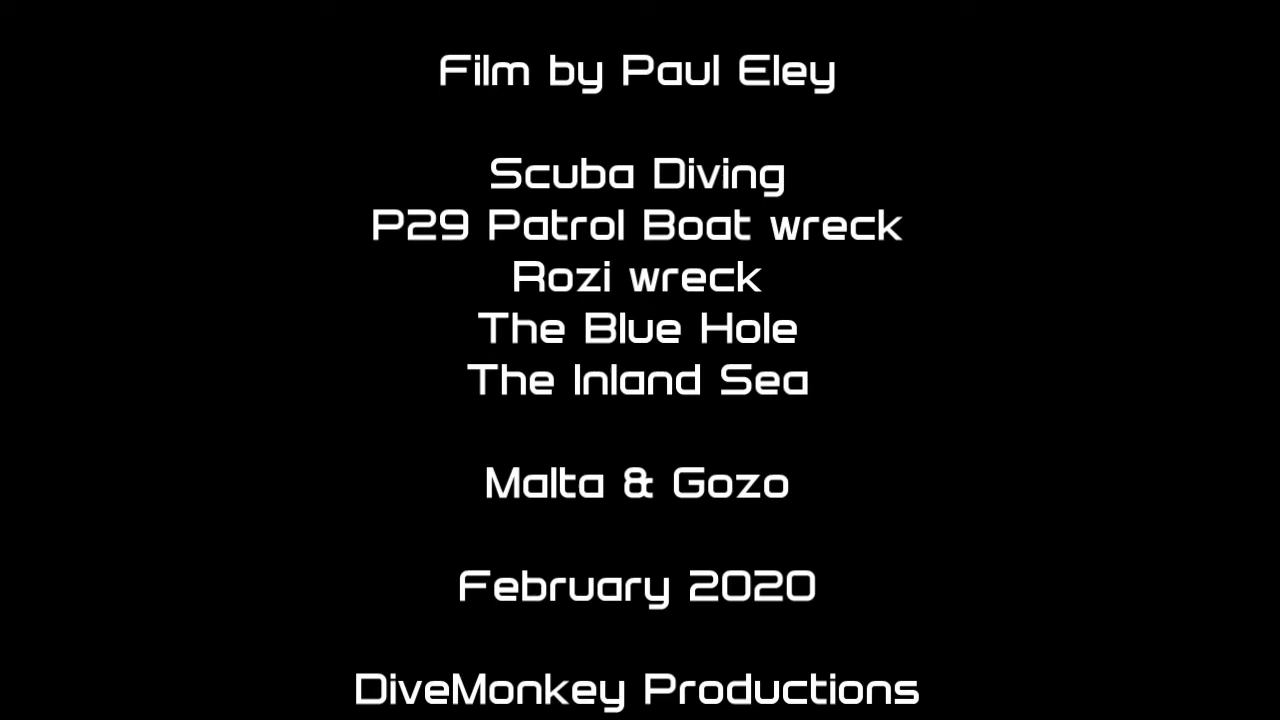 Film by Paul Eley
Scuba Diving
P29 Patrol Boat wreck
Rozi wreck
The Blue Hole
The Inland Sea
Malta & Gozo
February 2020
DiveMonkey Productions